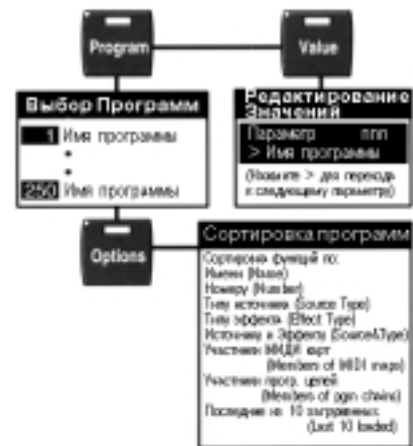 Program
Value
Выбор Программ
1 Имя программы
250 Имя программы
Редактирование
Значений
Параметр nnn
> Имя программы
(Нажмите > для перехода
к следующему параметру)
Options
Сортировка программ
Сортировка функций по:
Имени (Name)
Номеру (Number)
Типу источника (Source Type)
Типу эффекта (Effect Type)
Источнику и Эффекту (Source&Type)
Участники МИДИ карт
(Members of MIDI maps)
Участники прогр. цепей
(Members of pgm chains)
Последние из 10 загруженных
(Last 10 loaded)